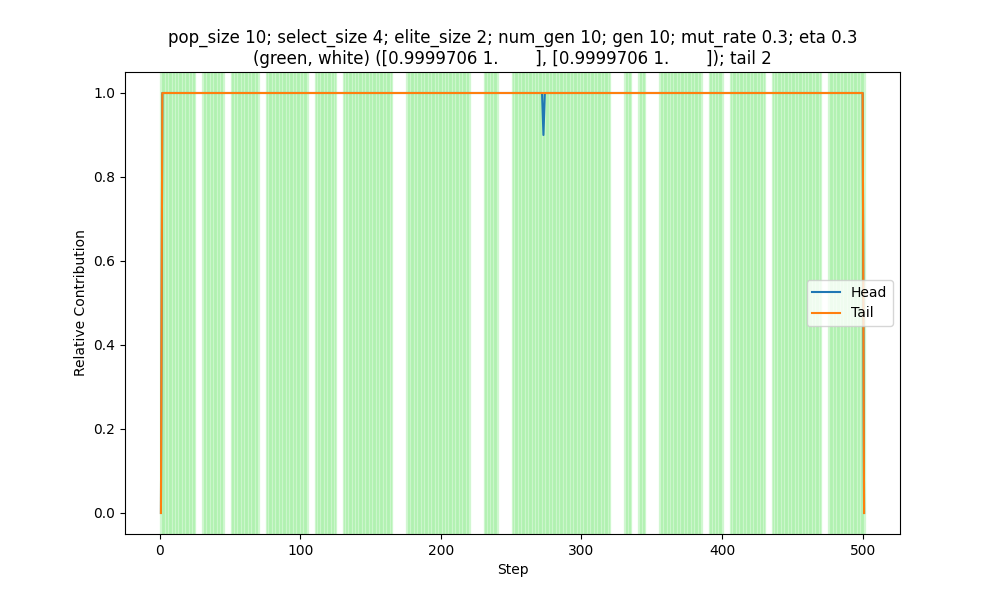 pop_size 10; select_size 4; elite_size 2; num_gen 10; gen 10; mut_rate 0.3; eta 0.3
(green, white) ([0.9999706 1.        ], [0.9999706 1.        ]); tail 2
1.0
0.8
0.6
0.4
0.2
0.0
Relative Contribution
Head
Tail
0
100
200
300
400
500
Step